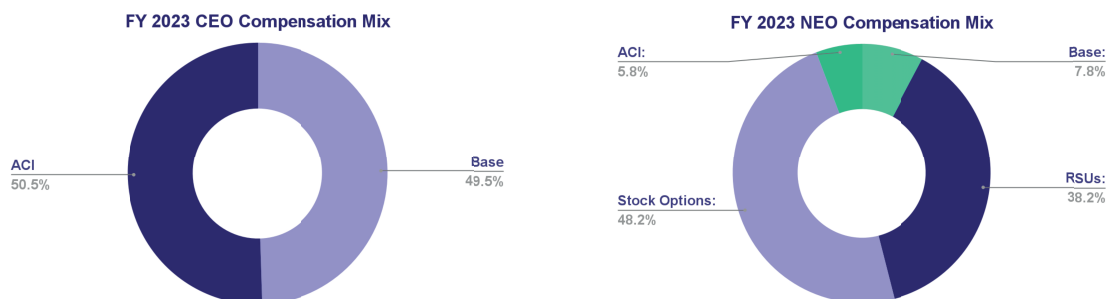 FY 2023 CEO Compensation Mix
ACI
50.5%
Base
49.5%
FY 2023 NEO Compensation Mix
ACI:
5.8%
Base:
7.8%
Stock Options:
48.2%
RSUs:
38.2%